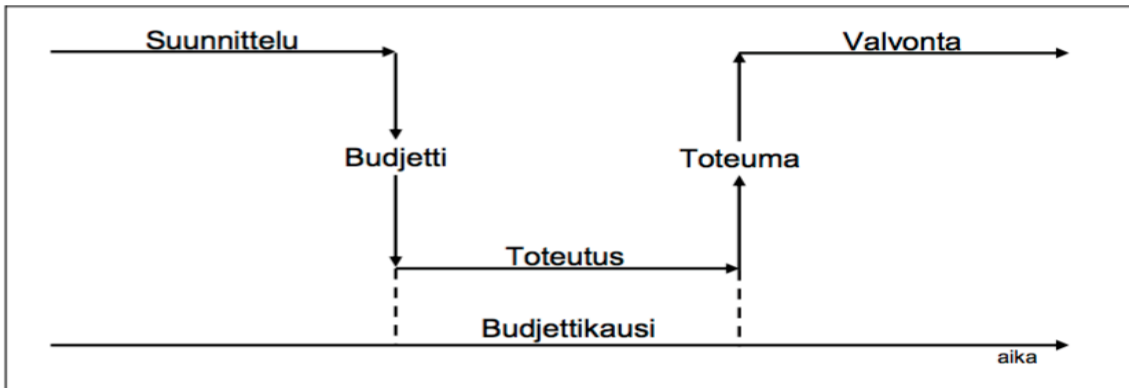 Suunnittelu
Valvonta
Budjetti
Toteuma
Toteutus
Budjettikausi
aika